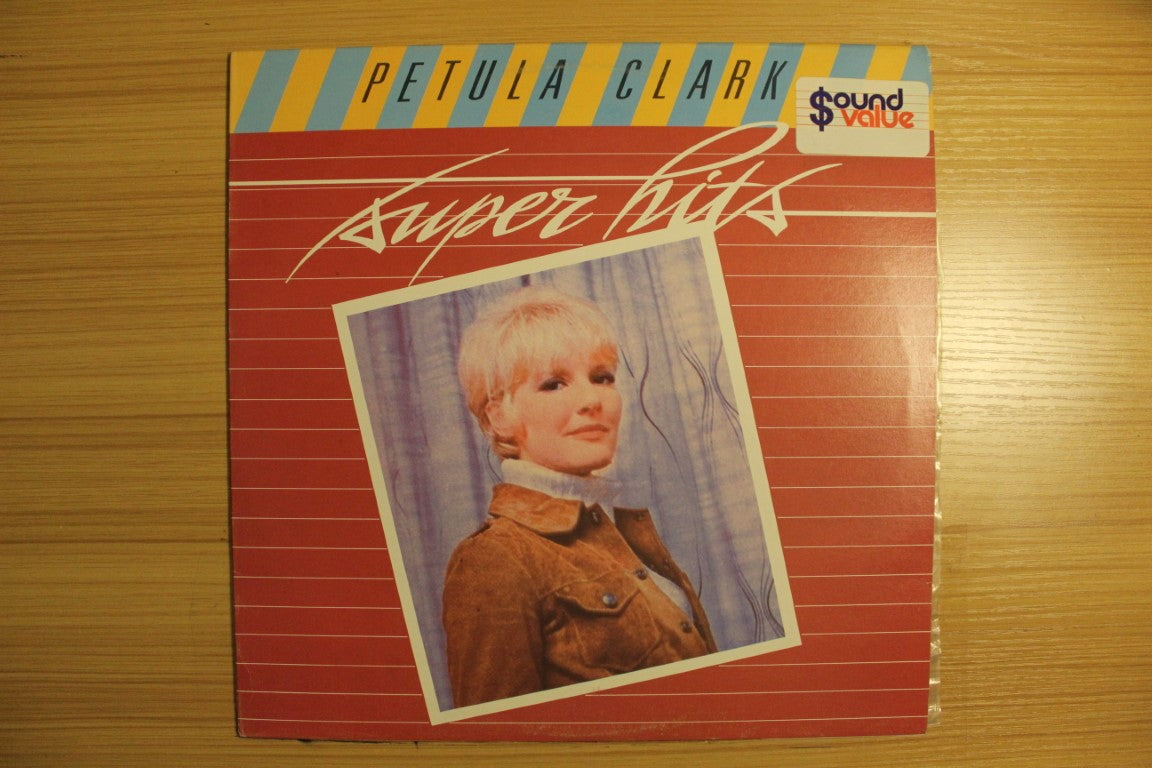 PETULA CLARK
$ound
value
super hits